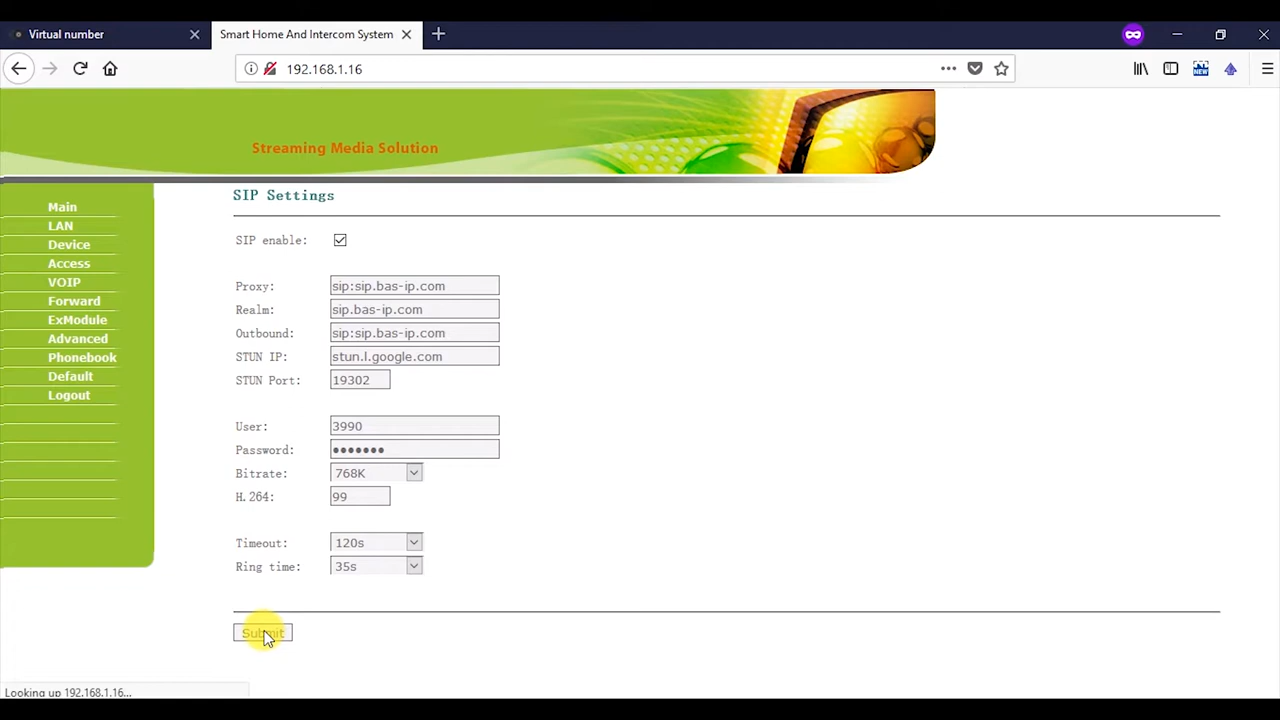 Virtual number
Smart Home And Intercom System
192.168.1.16
NEW
Streaming Media Solution
Main
LAN
Device
Access
VOIP
Forward
ExModule
Advanced
Phonebook
Default
Logout
SIP Settings
SIP enable:
Proxy: sip:sip.bas-ip.com
Realm: sip.bas-ip.com
Outbound: sip:sip.bas-ip.com
STUN IP: stun.l.google.com
STUN Port: 19302
User: 3990
Password: •••••••
Bitrate: 768K
H.264: 99
Timeout: 120s
Ring time: 35s
Submit
Looking up 192.168.1.16...